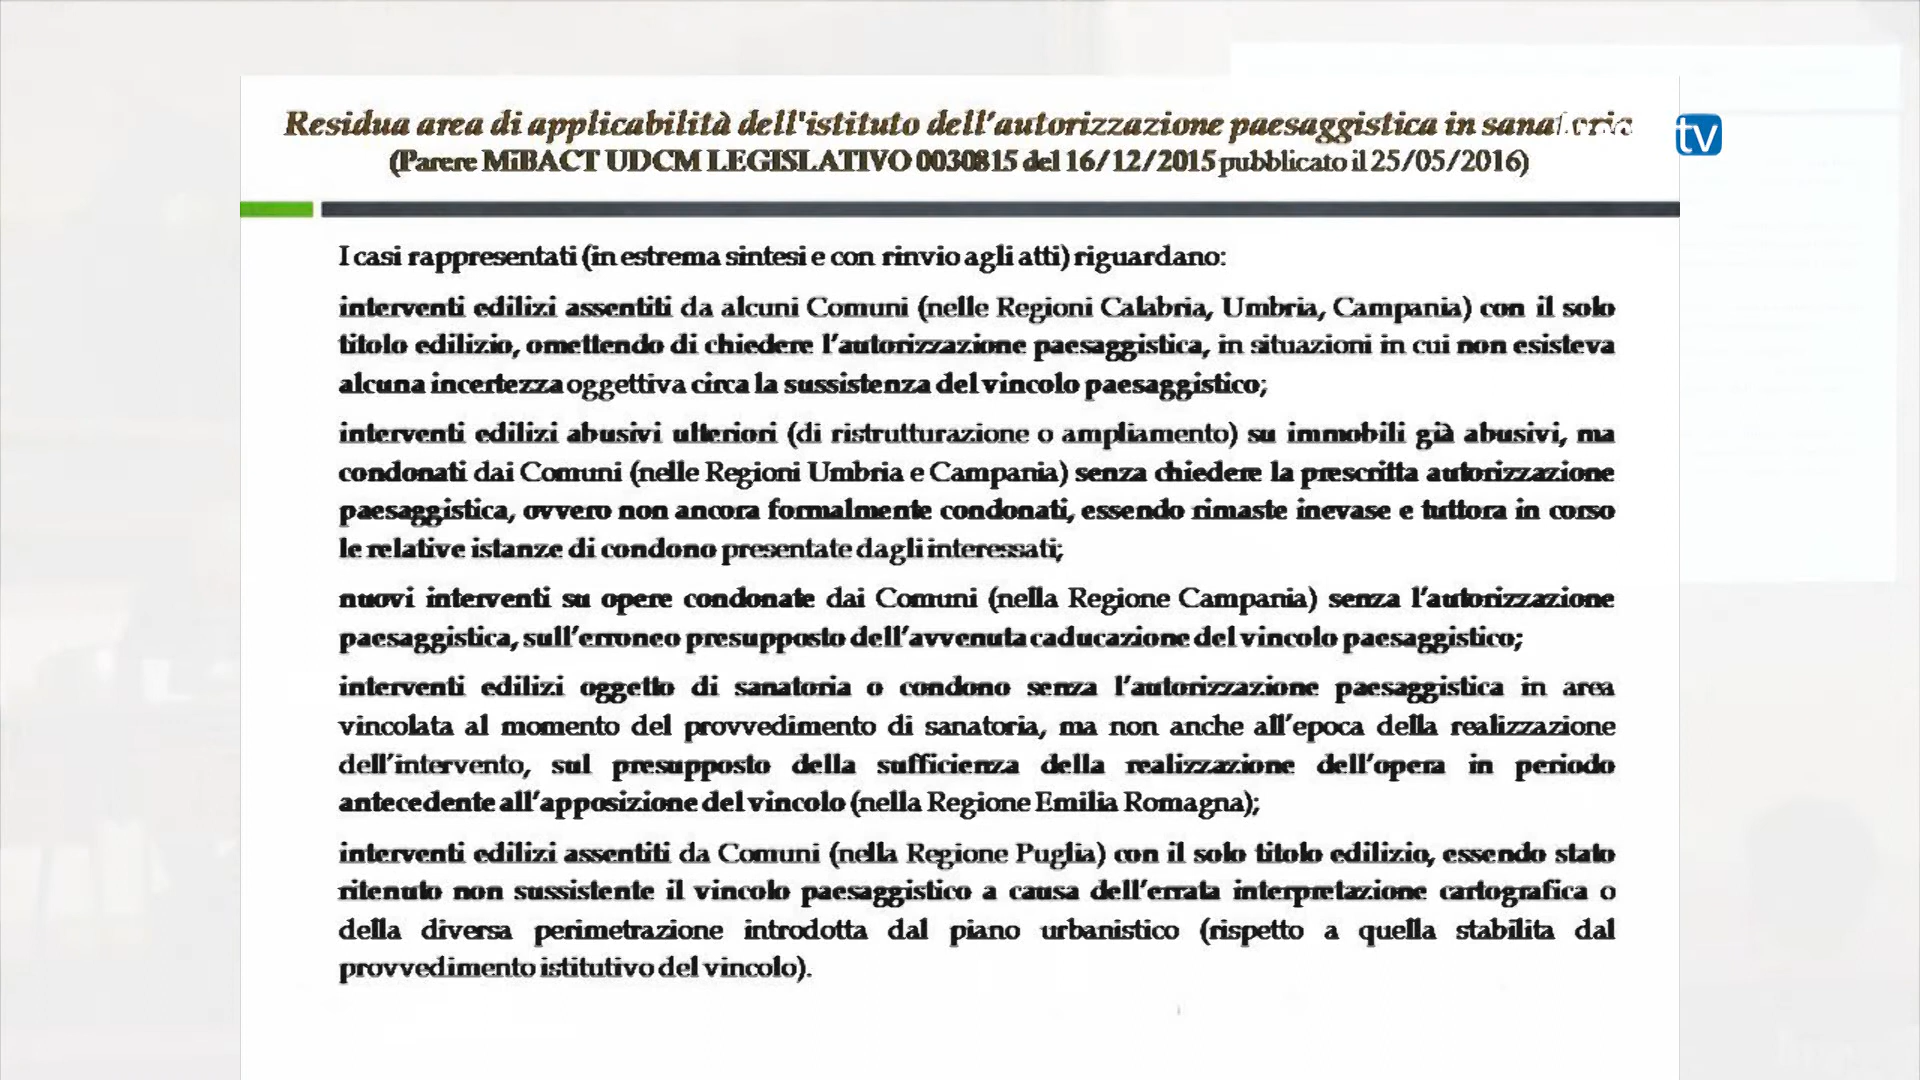 Residua area di applicabilità dell'istituto dell'autorizzazione paesaggistica in sanatoria
(Parere MiBACT UDCM LEGISLATIVO 0030815 del 16/12/2015 pubblicato il 25/05/2016)
tv
I casi rappresentati (in estrema sintesi e con rinvio agli atti) riguardano:
interventi edilizi assentiti da alcuni Comuni (nelle Regioni Calabria, Umbria, Campania) con il solo
titolo edilizio, omettendo di chiedere l'autorizzazione paesaggistica, in situazioni in cui non esisteva
alcuna incertezza oggettiva circa la sussistenza del vincolo paesaggistico;
interventi edilizi abusivi ulteriori (di ristrutturazione o ampliamento) su immobili già abusivi, ma
condonati dai Comuni (nelle Regioni Umbria e Campania) senza chiedere la prescritta autorizzazione
paesaggistica, ovvero non ancora formalmente condonati, essendo rimaste inevase e tuttora in corso
le relative istanze di condono presentate dagli interessati;
nuovi interventi su opere condonate dai Comuni (nella Regione Campania) senza l'autorizzazione
paesaggistica, sull'erroneo presupposto dell'avvenuta caducazione del vincolo paesaggistico;
interventi edilizi oggetto di sanatoria o condono senza l'autorizzazione paesaggistica in area
vincolata al momento del provvedimento di sanatoria, ma non anche all'epoca della realizzazione
dell'intervento, sul presupposto della sufficienza della realizzazione dell'opera in periodo
antecedente all'apposizione del vincolo (nella Regione Emilia Romagna);
interventi edilizi assentiti da Comuni (nella Regione Puglia) con il solo titolo edilizio, essendo stato
ritenuto non sussistente il vincolo paesaggistico a causa dell'errata interpretazione cartografica o
della diversa perimetrazione introdotta dal piano urbanistico (rispetto a quella stabilita dal
provvedimento istitutivo del vincolo).